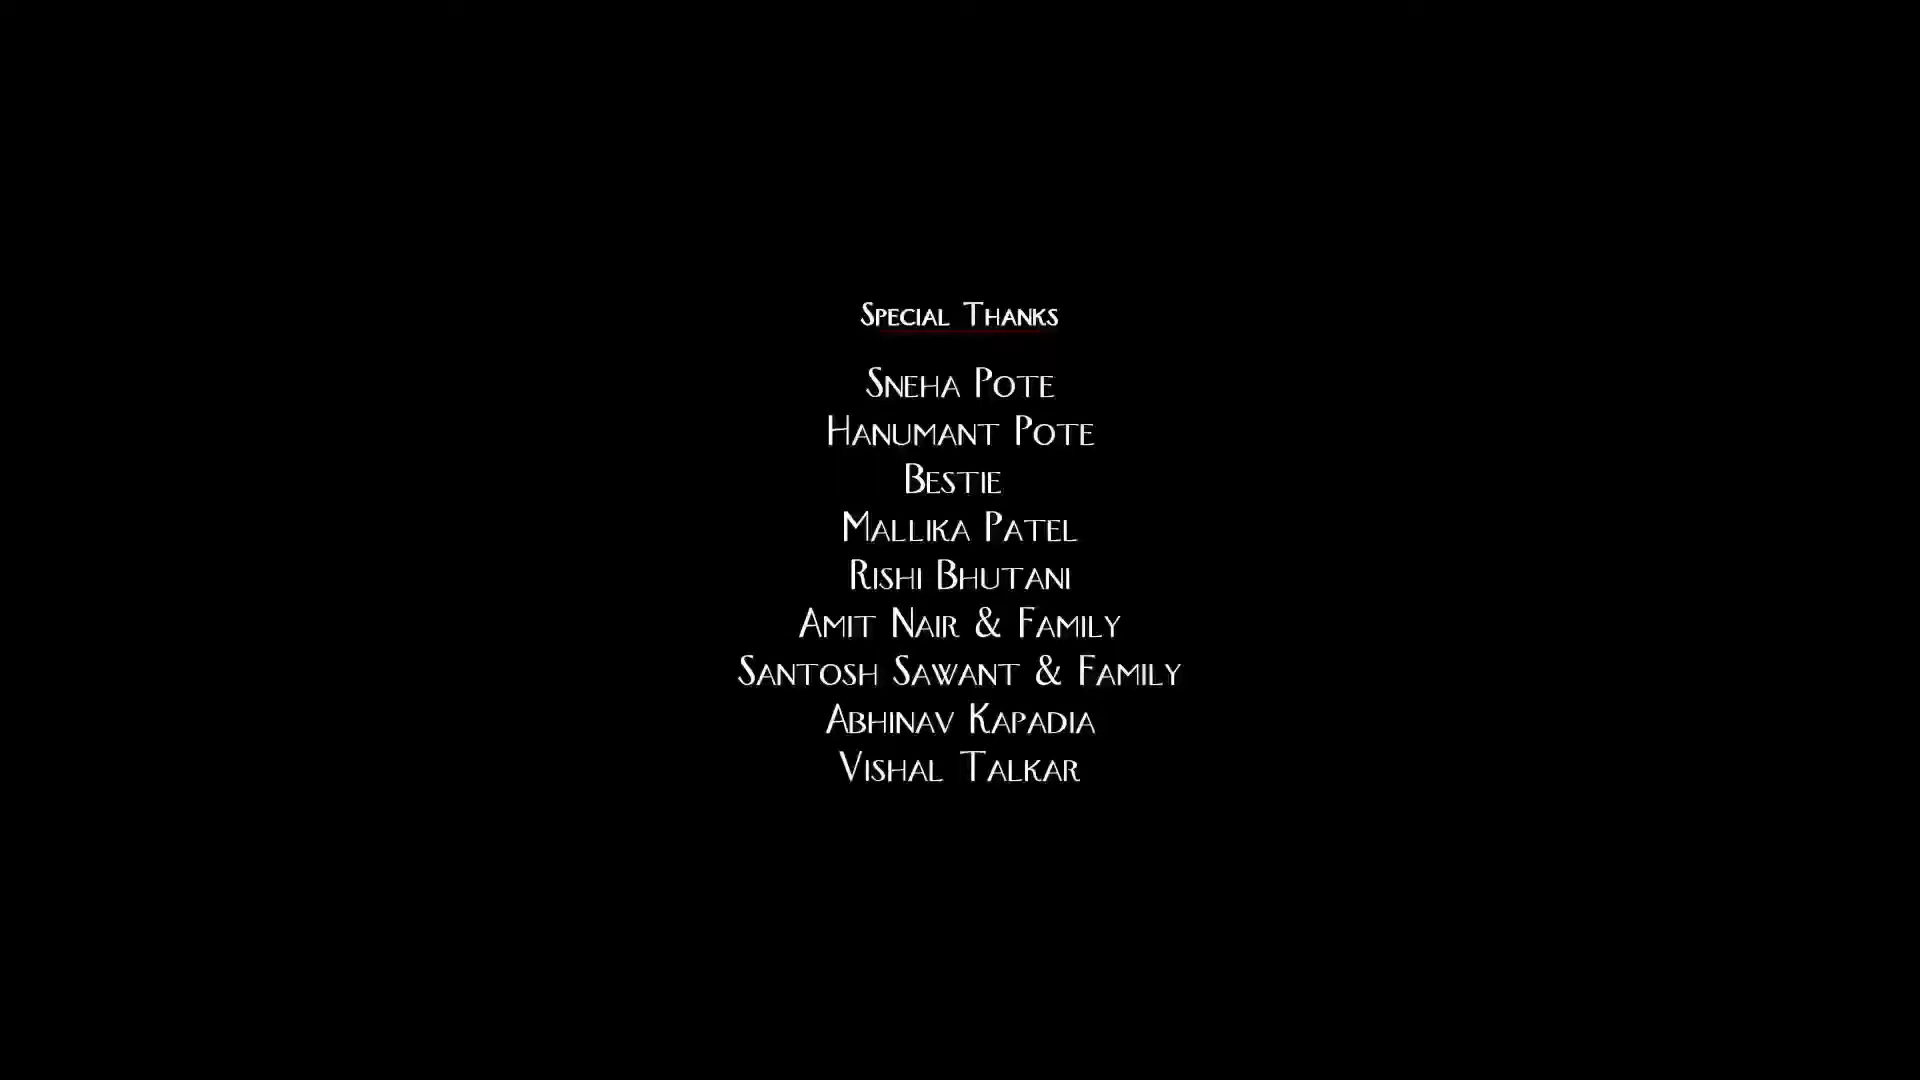 Special Thanks
Sneha Pote
Hanumant Pote
Bestie
Mallika Patel
Rishi Bhutani
Amit Nair & Family
Santosh Sawant & Family
Abhinav Kapadia
Vishal Talkar